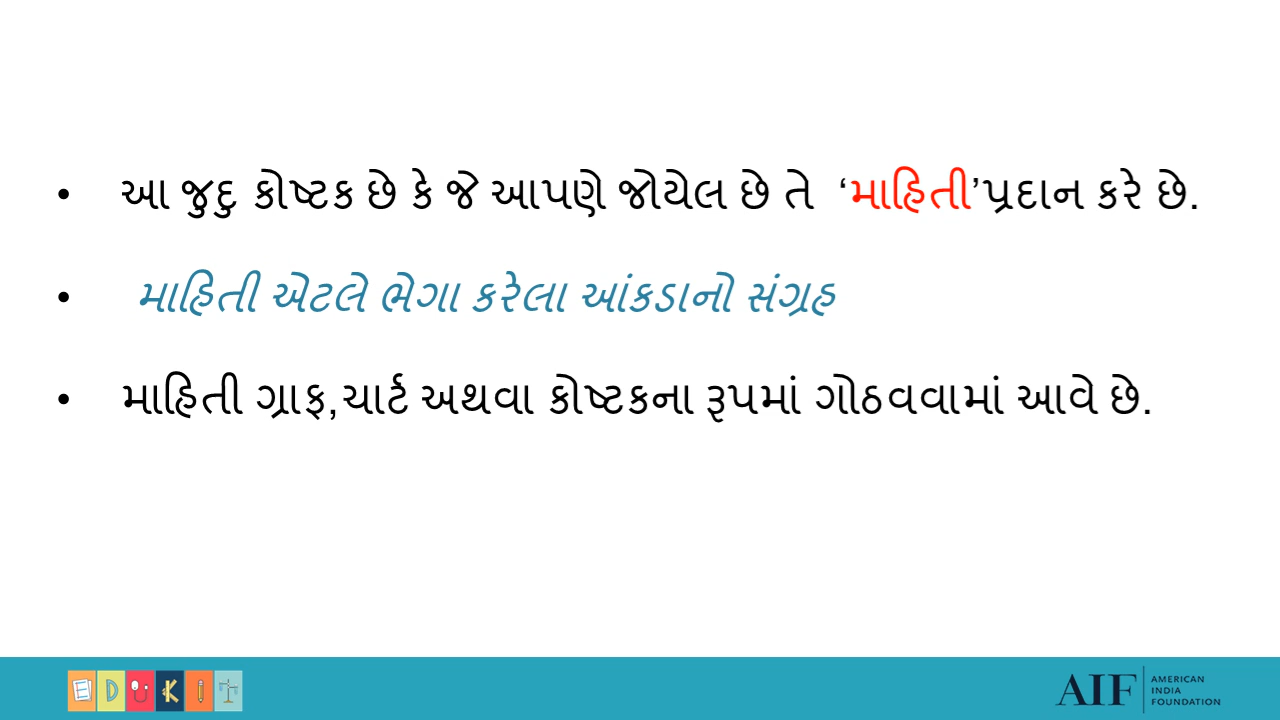 • આ જુદુ કોષ્ટક છે કે જે આપણે જોયેલ છે તે ‘માહિતી’પ્રદાન કરે છે.
• માહિતી એટલે ભેગા કરેલા આંકડાનો સંગ્રહ
• માહિતી ગ્રાફ,ચાર્ટ અથવા કોષ્ટકના રૂપમાં ગોઠવવામાં આવે છે.
EDUKIT
AIF AMERICAN
INDIA
FOUNDATION